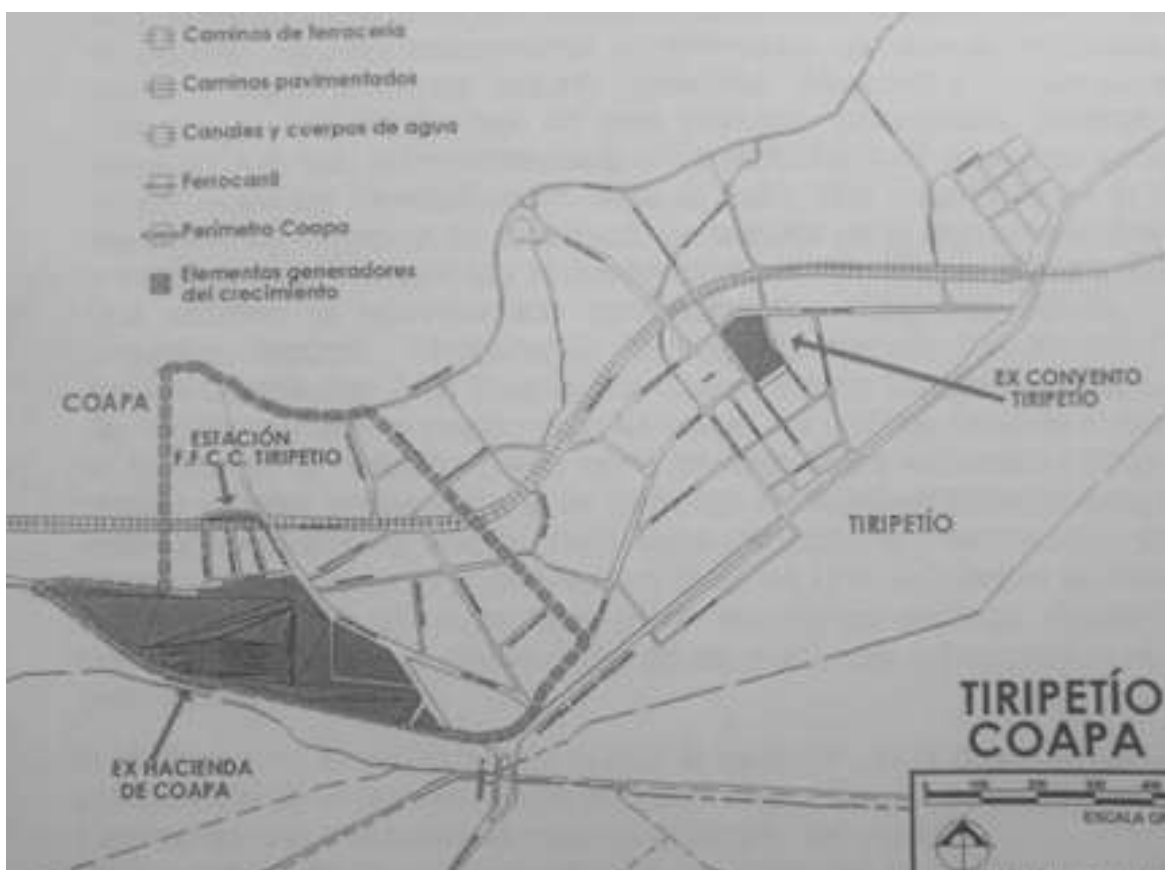 Caminos de terracería
Caminos pavimentados
Canales y cuerpos de agua
Ferrocarril
Perímetro Coapa
Elementos generadores
del crecimiento
COAPA
ESTACIÓN
F.F.C.C. TIRIPETIO
EX CONVENTO
TIRIPETÍO
TIRIPETÍO
EX HACIENDA
DE COAPA
TIRIPETÍO
COAPA